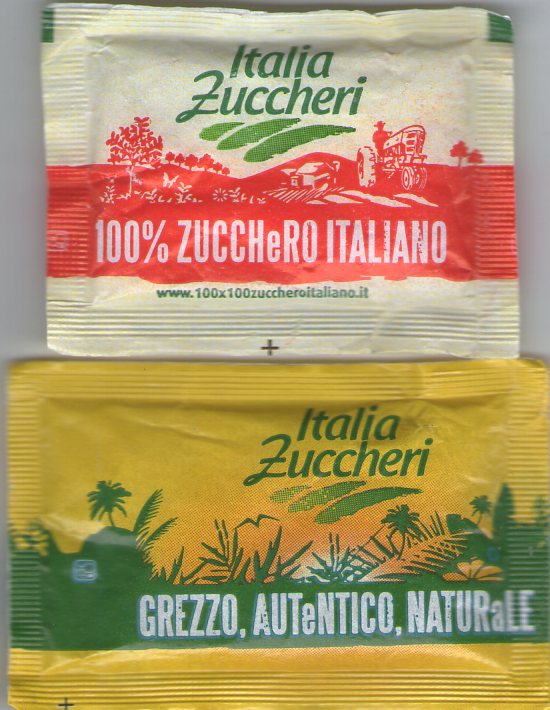 Italia
Zuccheri
100% ZUCCHeRO ITALIANO
www.100x100zuccheroitaliano.it
Italia
Zuccheri
GREZZO, AUTeNTICO, NATURaLE